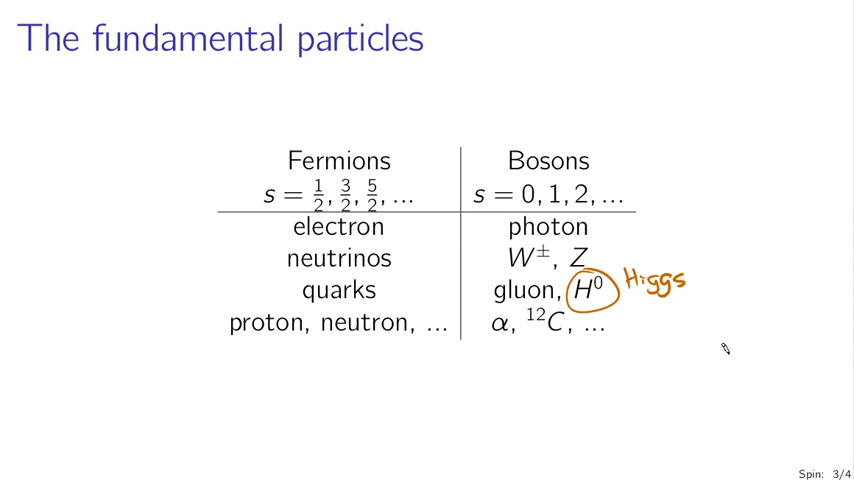 The fundamental particles
Fermions Bosons
s = 1/2, 3/2, 5/2, ... s = 0, 1, 2, ...
electron photon
neutrinos W±, Z
quarks gluon, H⁰ Higgs
proton, neutron, ... α, ¹²C, ...
Spin: 3/4